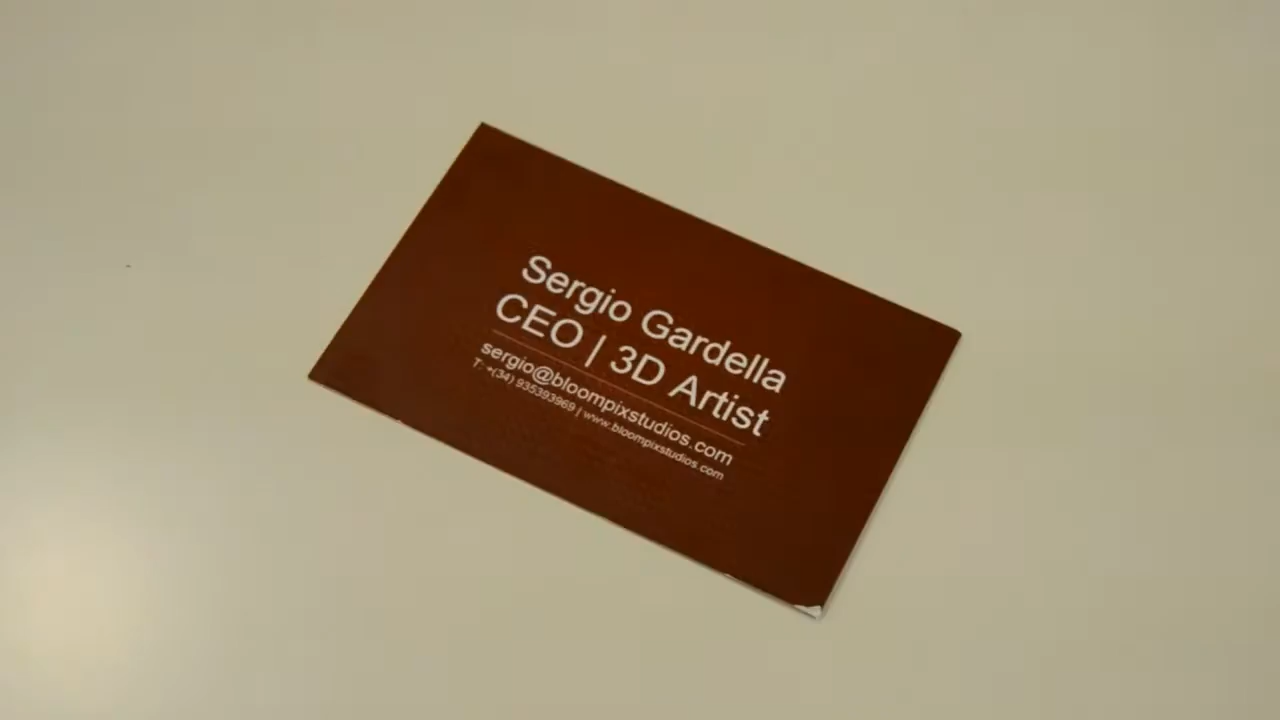 Sergio Gardella
CEO | 3D Artist
sergio@bloompixstudios.com
T: +(34) 935393969 | www.bloompixstudios.com